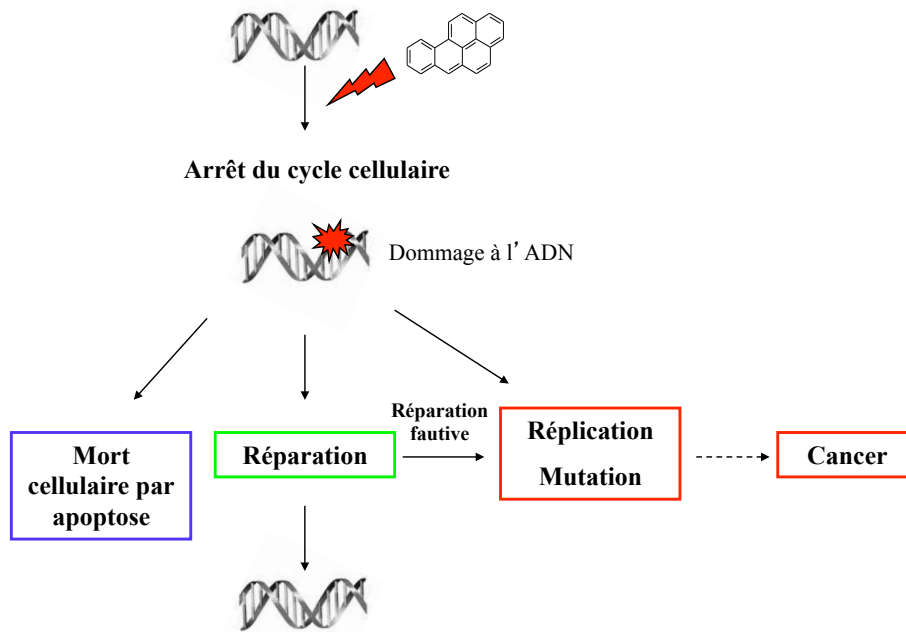 Arrêt du cycle cellulaire
Dommage à l’ ADN
Mort
cellulaire par
apoptose
Réparation
Réparation
fautive
Réplication
Mutation
Cancer